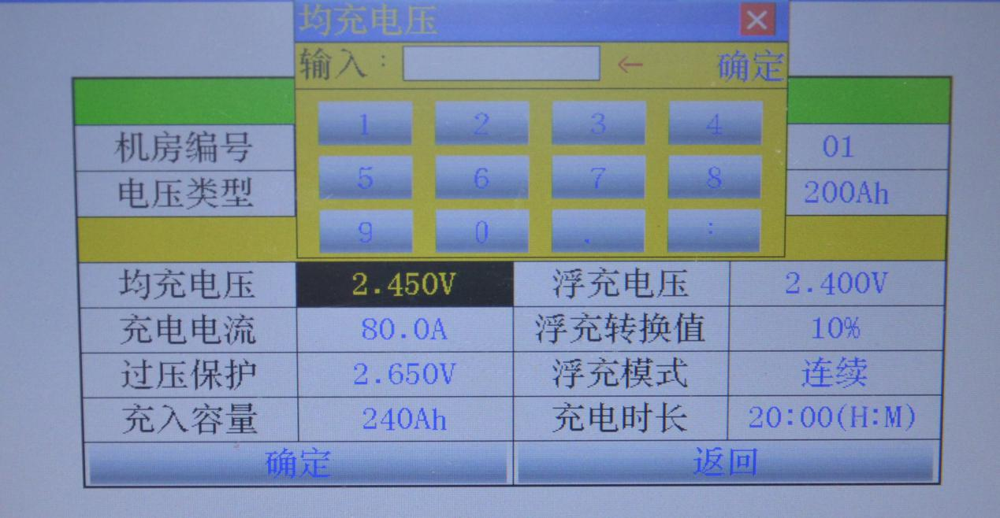 均充电压 ×
输入： ← 确定
1 2 3 4
5 6 7 8
9 0 . :
机房编号 01
电压类型 200Ah
均充电压 2.450V 浮充电压 2.400V
充电电流 80.0A 浮充转换值 10%
过压保护 2.650V 浮充模式 连续
充入容量 240Ah 充电时长 20:00(H:M)
确定 返回